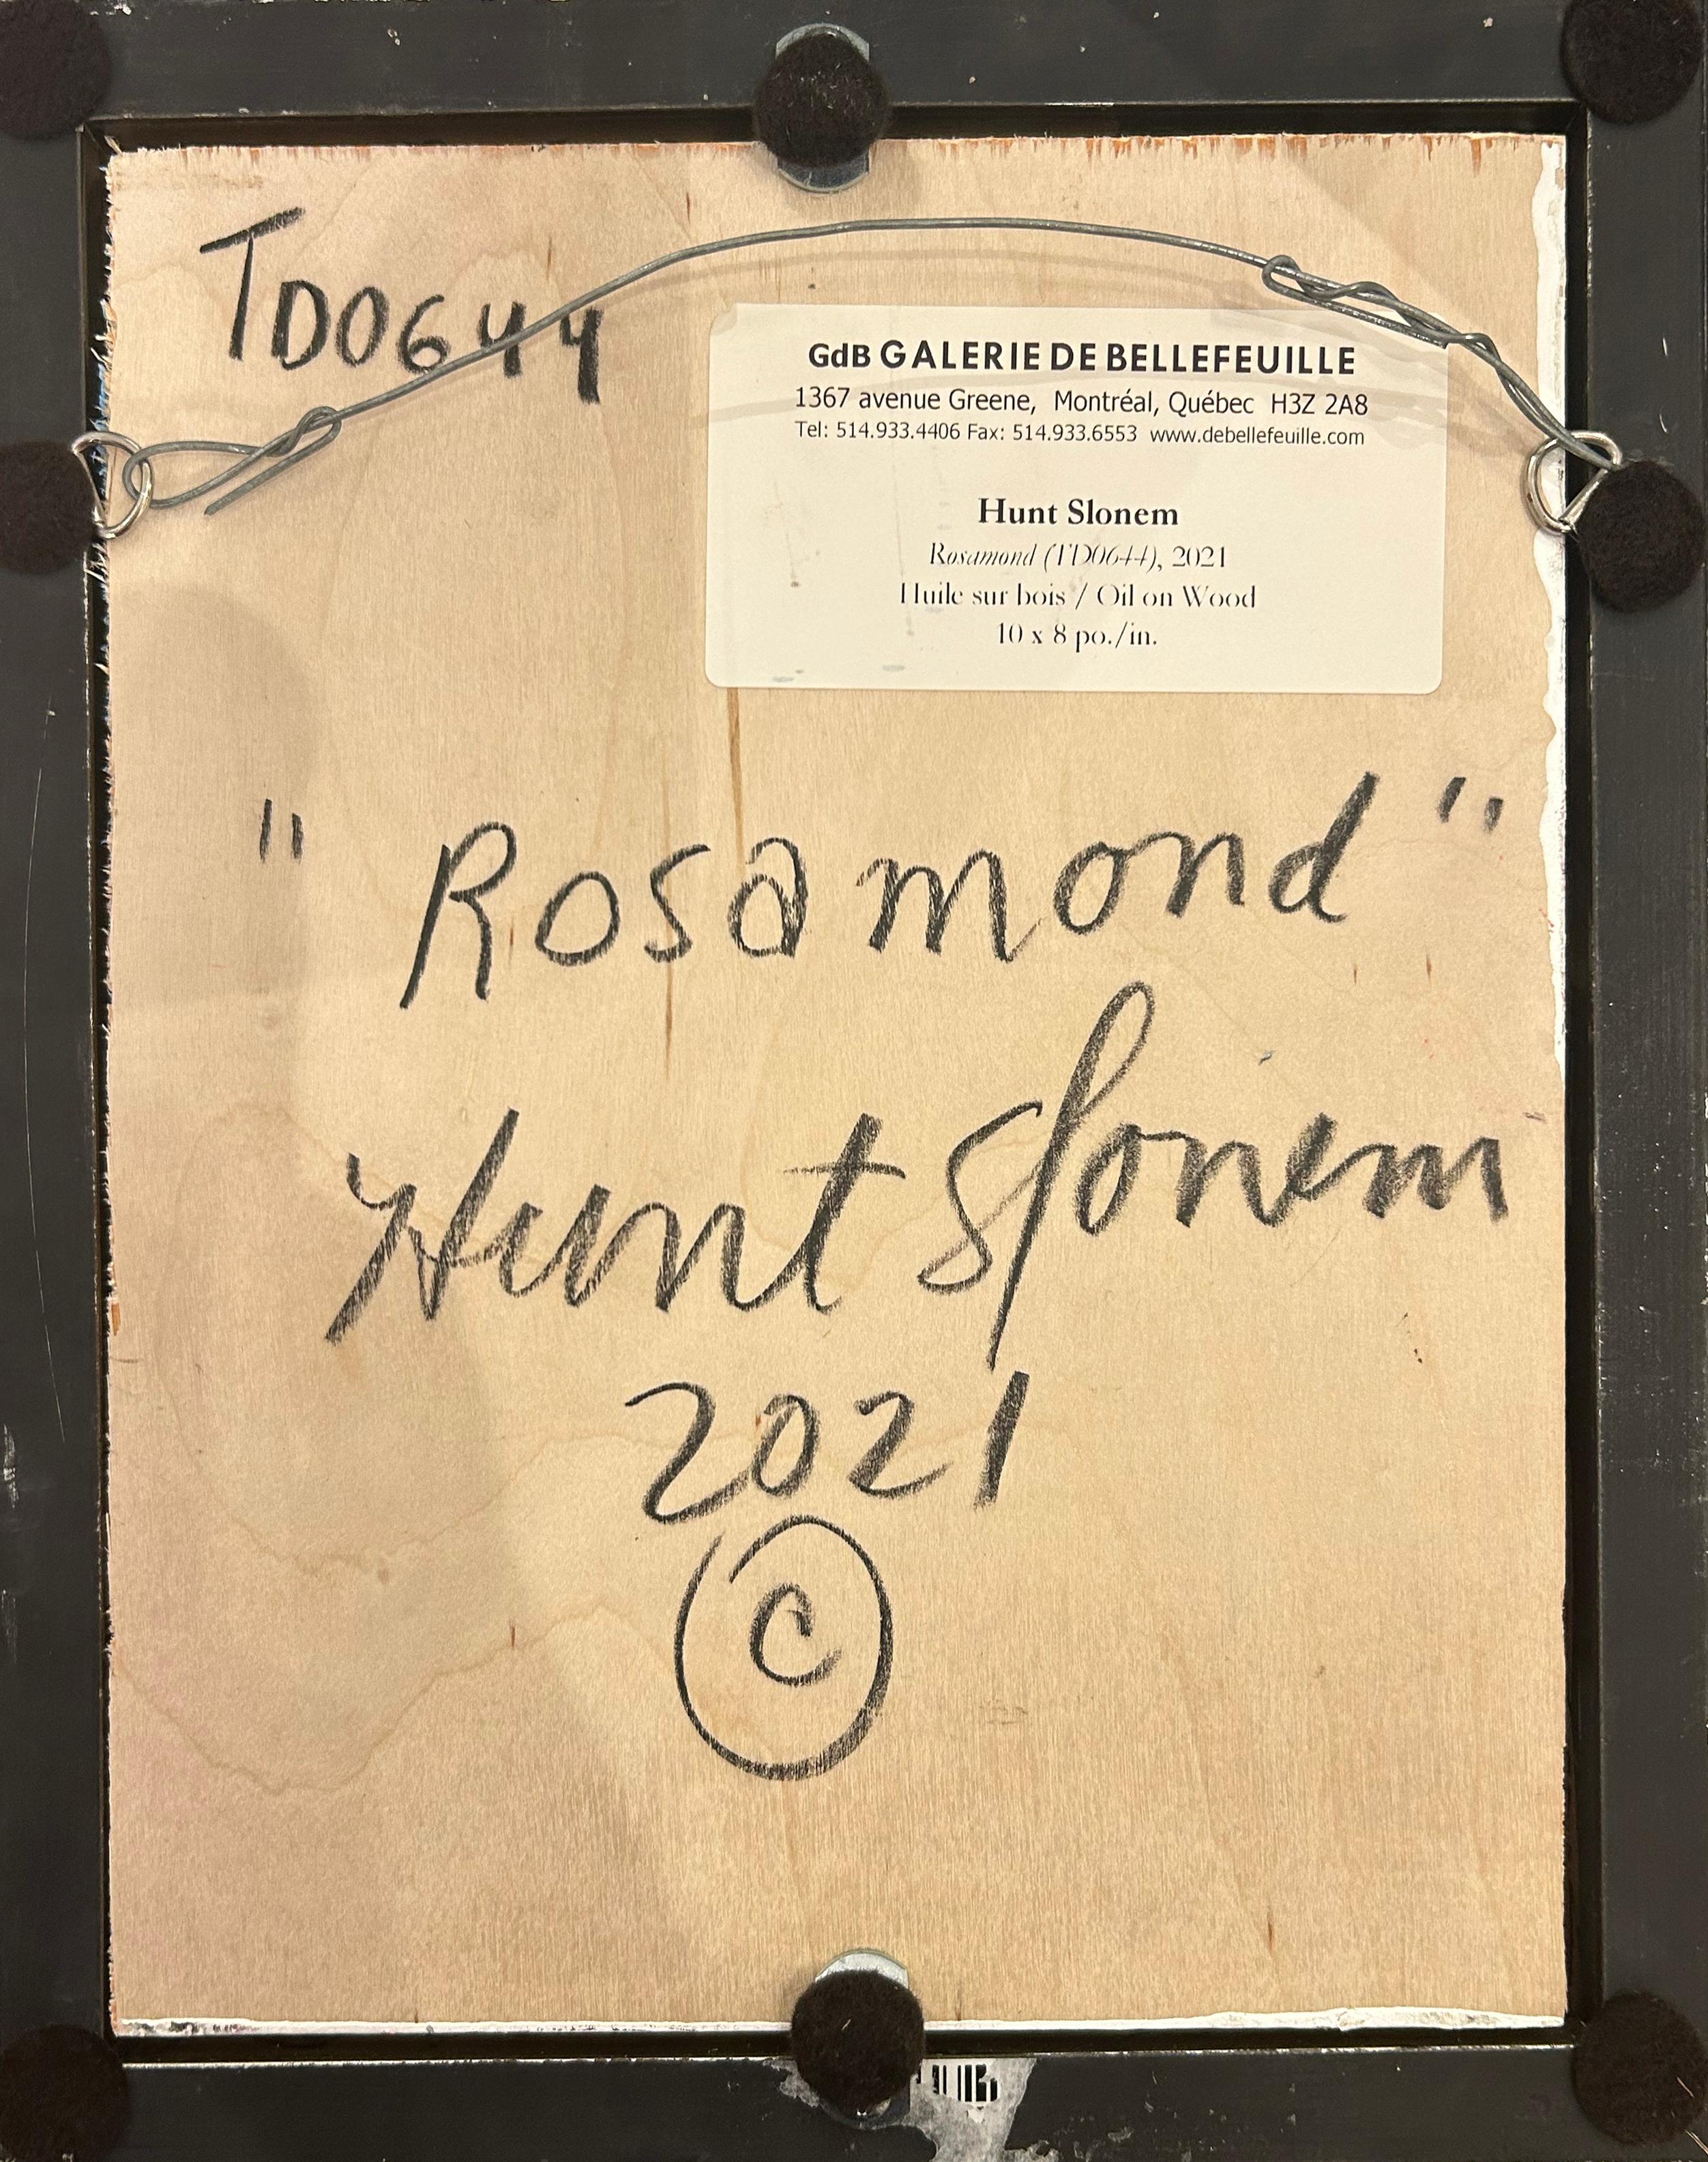 TD0644
GdB GALERIE DE BELLEFEUILLE
1367 avenue Greene, Montréal, Québec H3Z 2A8
Tel: 514.933.4406 Fax: 514.933.6553 www.debellefeuille.com
Hunt Slonem
Rosamond (TD0644), 2021
Huile sur bois / Oil on Wood
10 x 8 po./in.
"Rosamond"
Hunt Slonem
2021
©